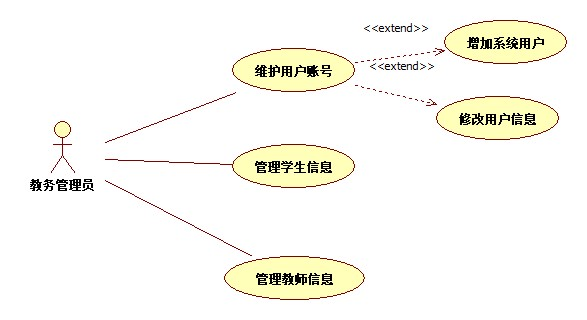 <<extend>>
增加系统用户
维护用户账号
<<extend>>
修改用户信息
教务管理员
管理学生信息
管理教师信息